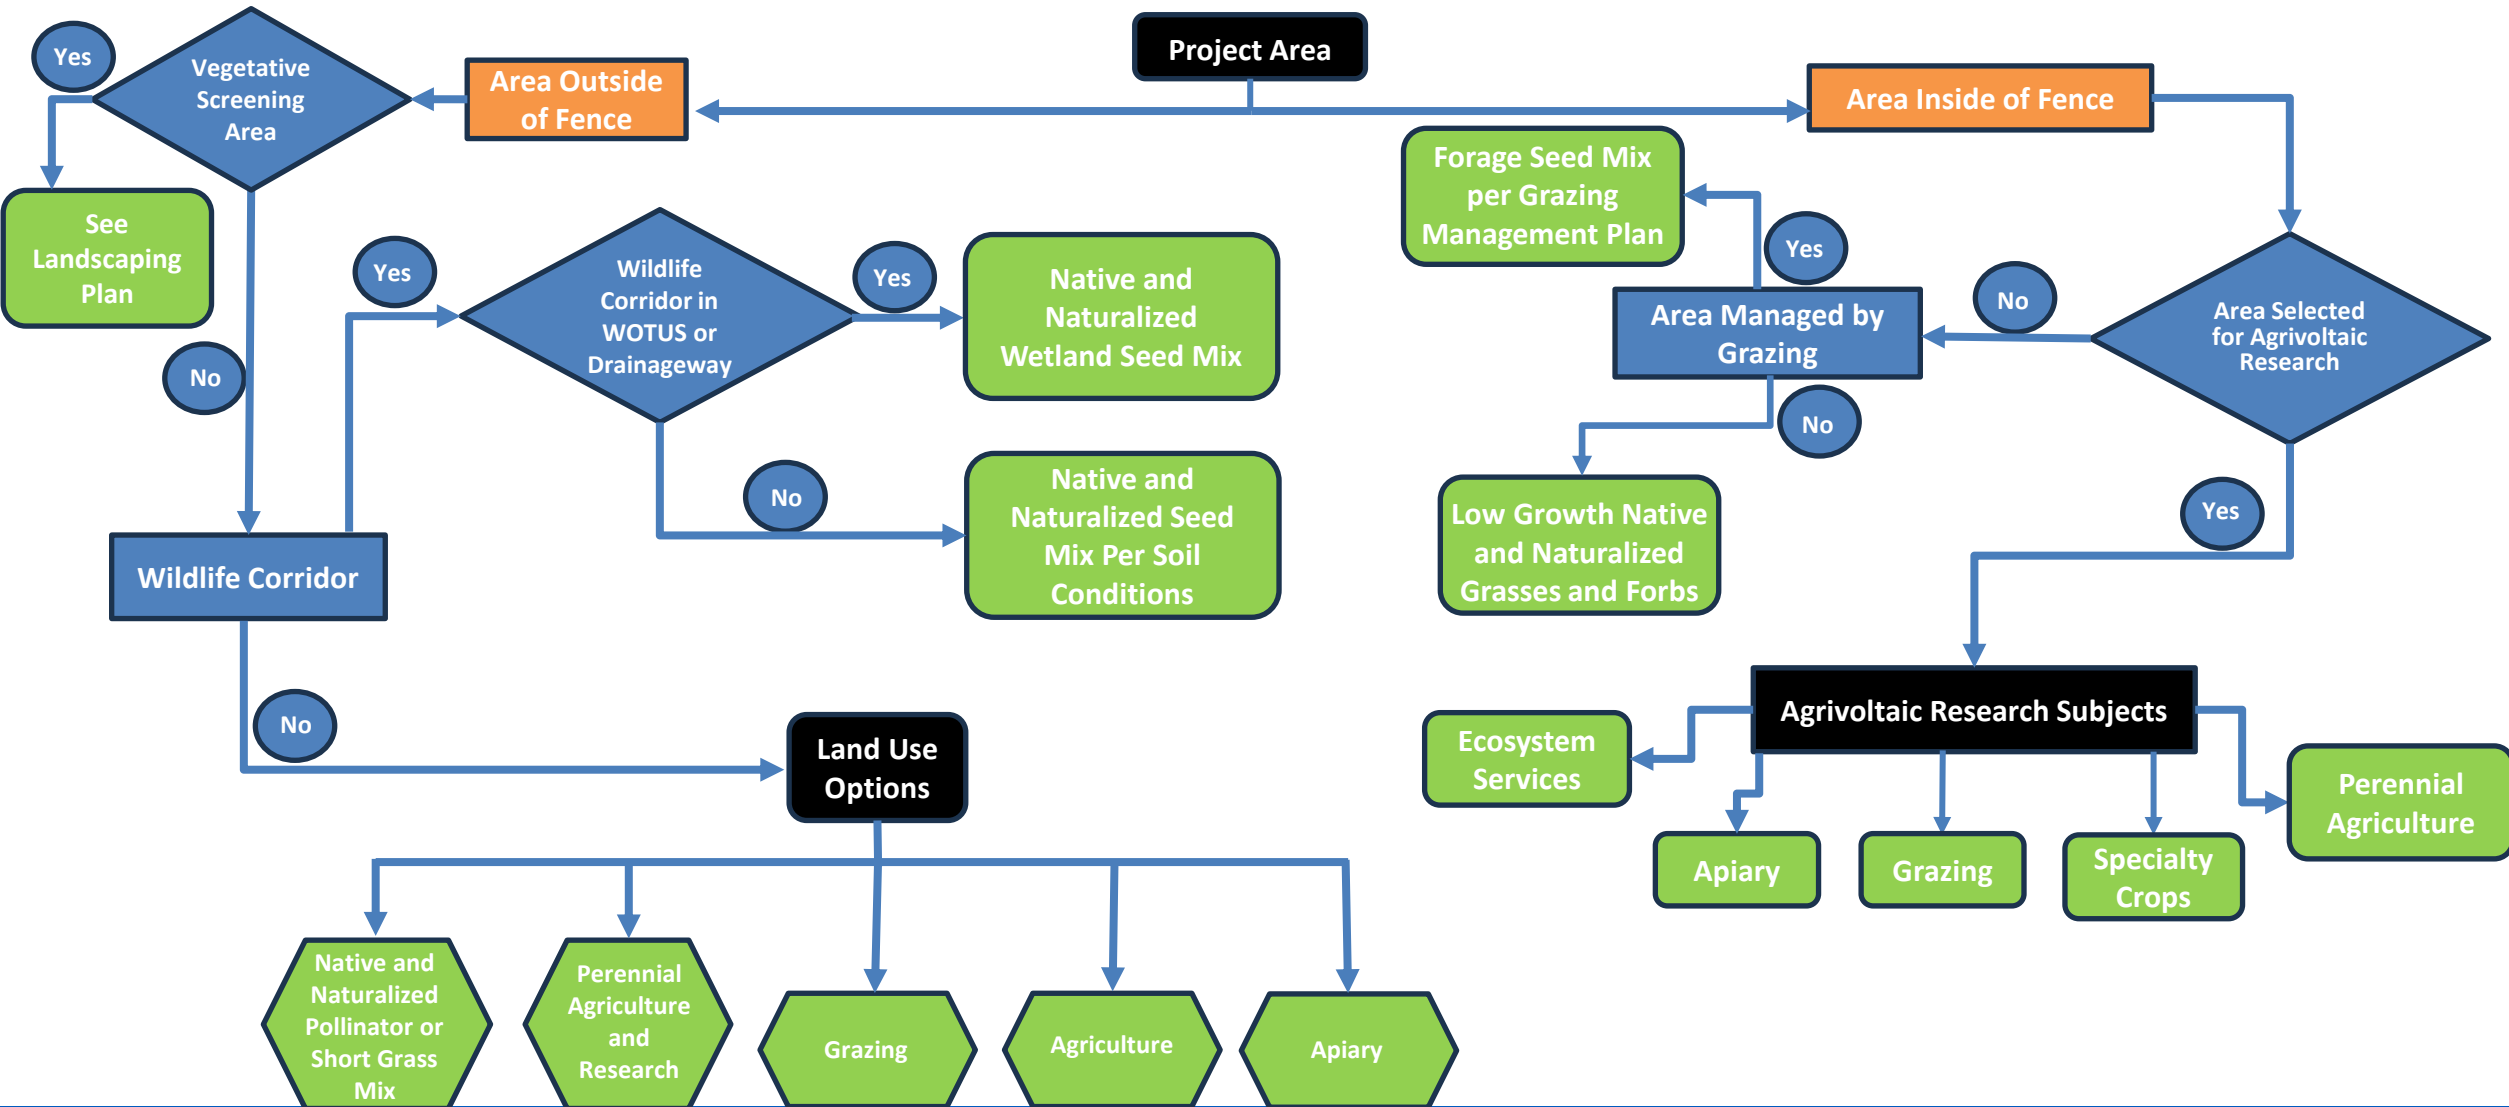 Project Area
Area Outside
of Fence
Vegetative
Screening
Area
Yes
See
Landscaping
Plan
No
Wildlife Corridor
Yes
Wildlife
Corridor in
WOTUS or
Drainageway
Yes
Native and
Naturalized
Wetland Seed Mix
No
Native and
Naturalized Seed
Mix Per Soil
Conditions
No
Land Use
Options
Native and
Naturalized
Pollinator or
Short Grass
Mix
Perennial
Agriculture
and
Research
Grazing
Agriculture
Apiary
Area Inside of Fence
Area Selected
for Agrivoltaic
Research
No
Area Managed by
Grazing
Yes
Forage Seed Mix
per Grazing
Management Plan
No
Low Growth Native
and Naturalized
Grasses and Forbs
Yes
Agrivoltaic Research Subjects
Ecosystem
Services
Apiary
Grazing
Specialty
Crops
Perennial
Agriculture